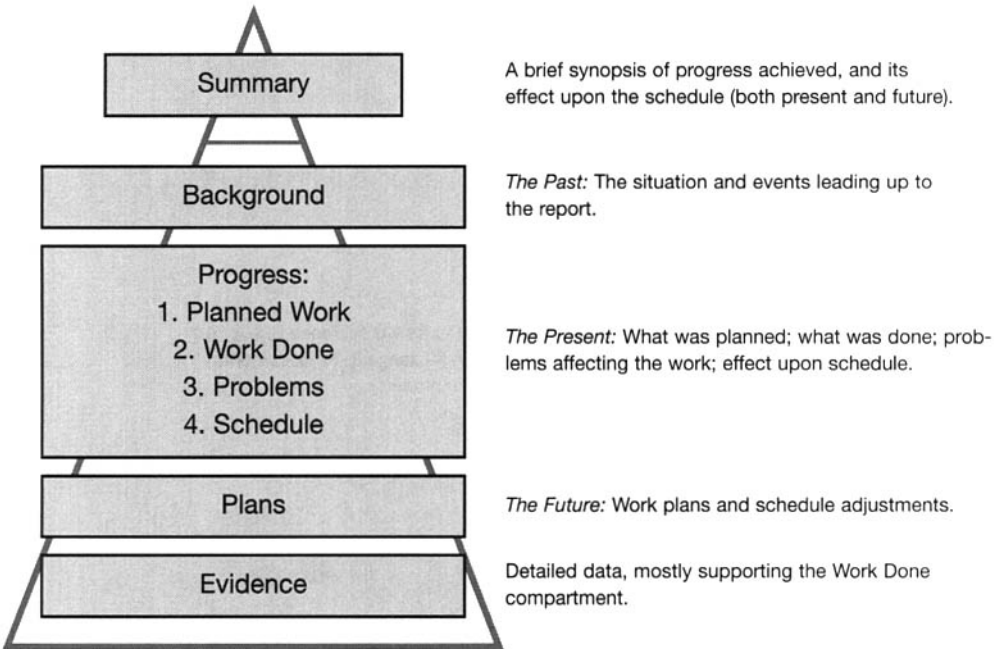 Summary
A brief synopsis of progress achieved, and its
effect upon the schedule (both present and future).
Background
The Past: The situation and events leading up to
the report.
Progress:
1. Planned Work
2. Work Done
3. Problems
4. Schedule
The Present: What was planned; what was done; prob-
lems affecting the work; effect upon schedule.
Plans
The Future: Work plans and schedule adjustments.
Evidence
Detailed data, mostly supporting the Work Done
compartment.